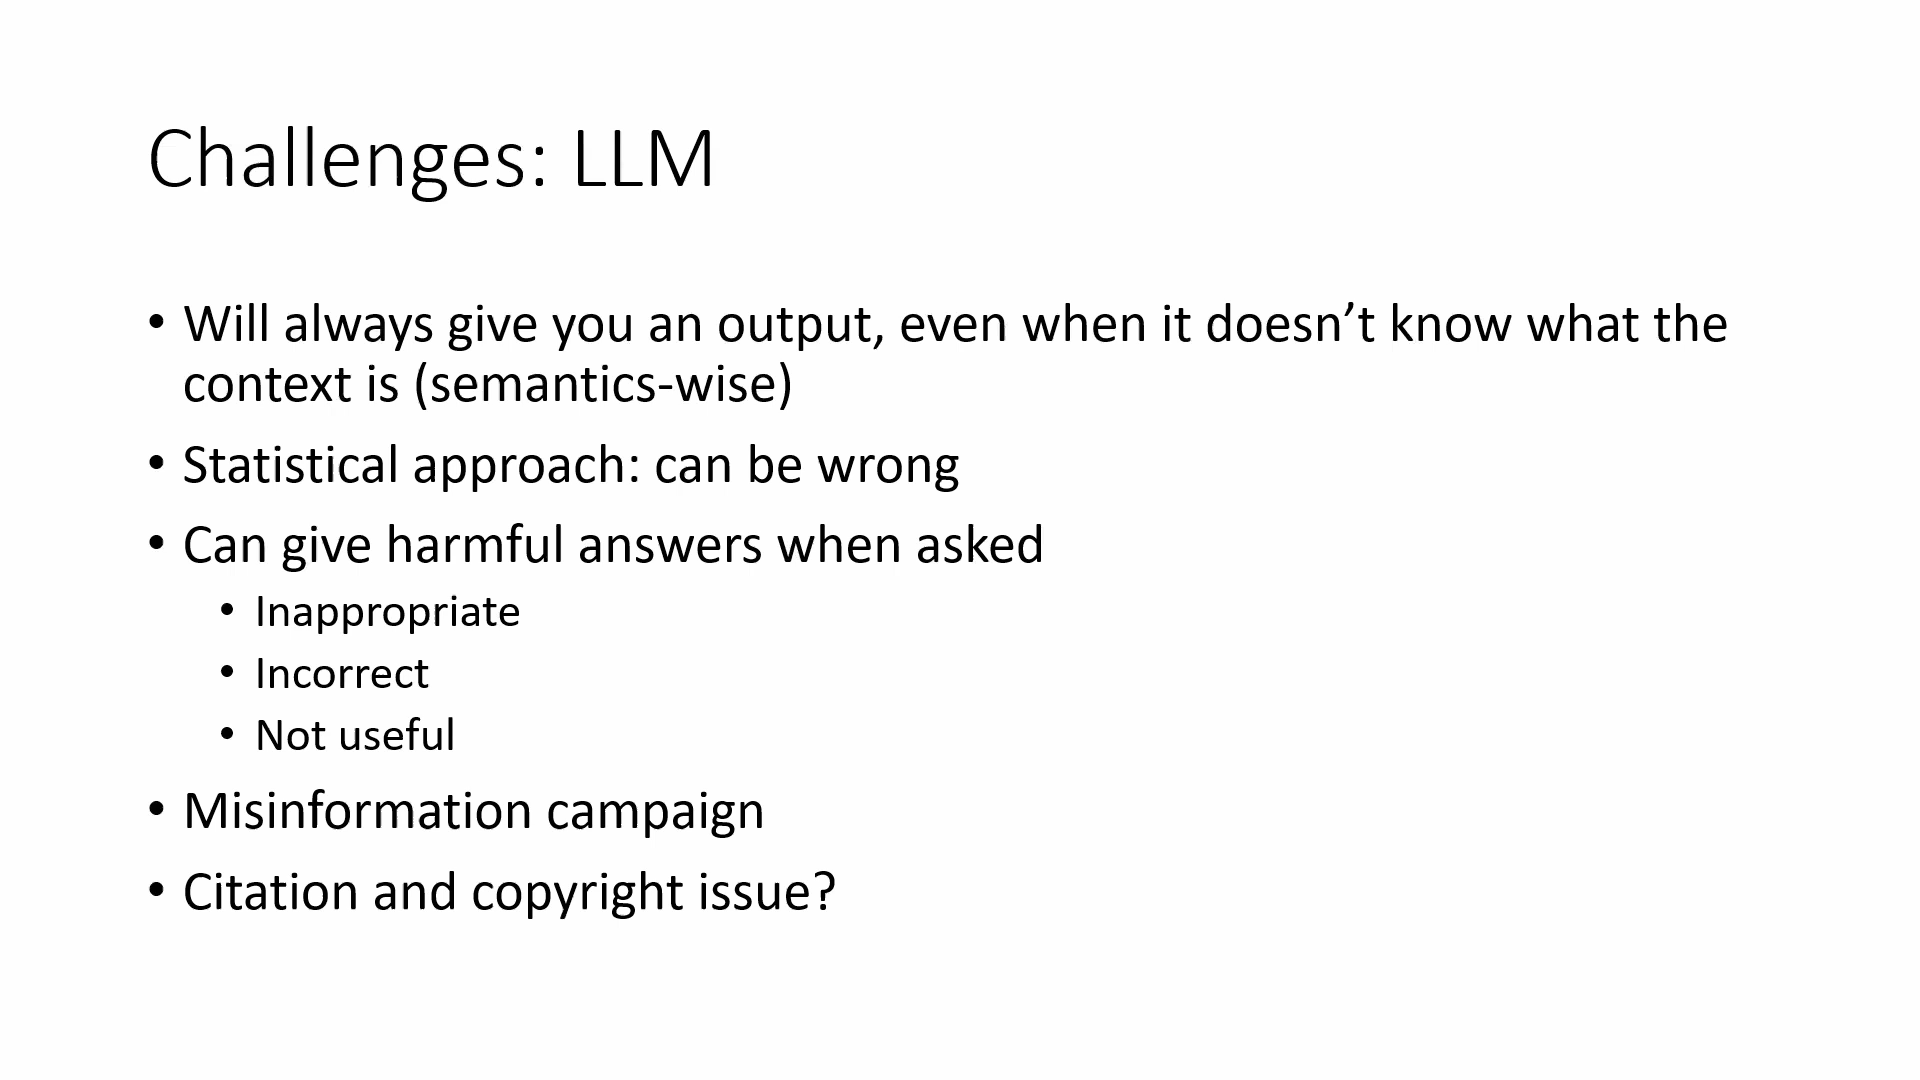 Challenges: LLM
• Will always give you an output, even when it doesn’t know what the
context is (semantics-wise)
• Statistical approach: can be wrong
• Can give harmful answers when asked
• Inappropriate
• Incorrect
• Not useful
• Misinformation campaign
• Citation and copyright issue?